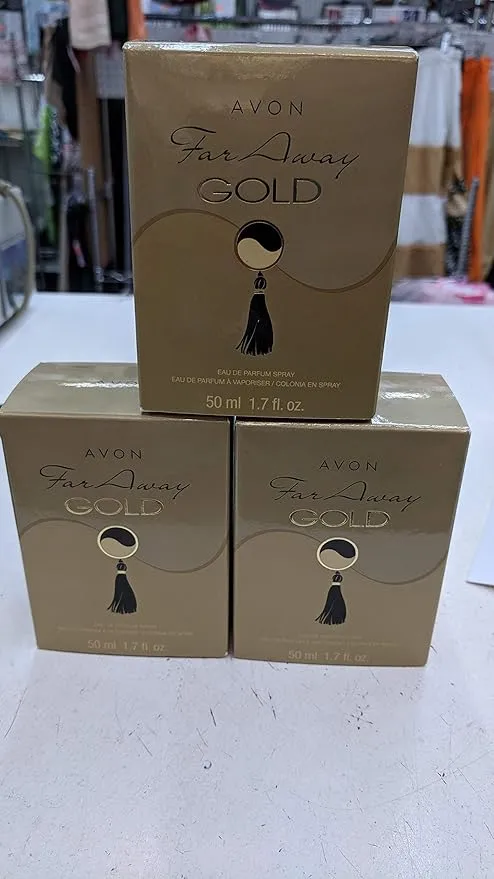 AVON
Far Away
GOLD
EAU DE PARFUM SPRAY
EAU DE PARFUM À VAPORISER / COLONIA EN SPRAY
50 ml 1.7 fl. oz.
AVON
Far Away
GOLD
50 ml 1.7 fl. oz.
AVON
Far Away
GOLD
50 ml 1.7 fl. oz.